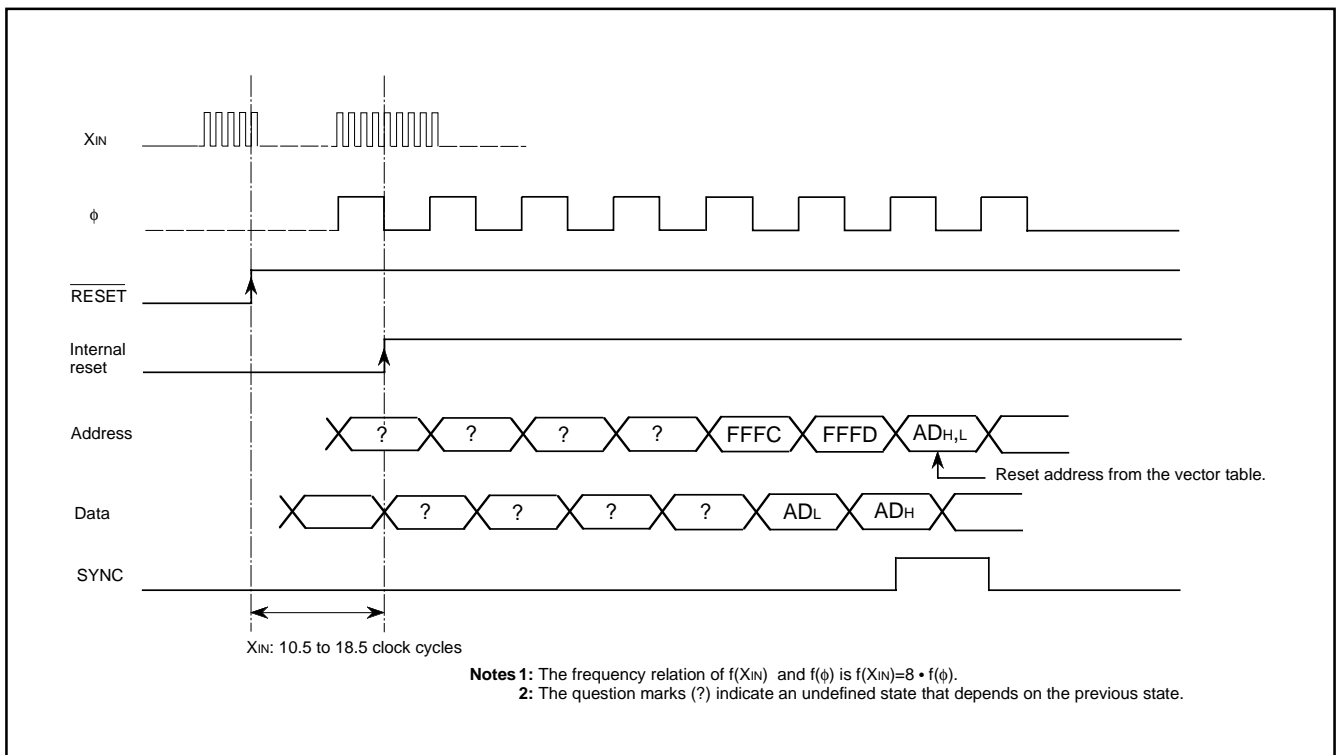 XIN
ϕ
RESET
Internal
reset
Address
? ? ? ? FFFC FFFD ADH,L
Reset address from the vector table.
Data
? ? ? ? ADL ADH
SYNC
XIN: 10.5 to 18.5 clock cycles
Notes 1: The frequency relation of f(XIN) and f(ϕ) is f(XIN)=8 • f(ϕ).
2: The question marks (?) indicate an undefined state that depends on the previous state.